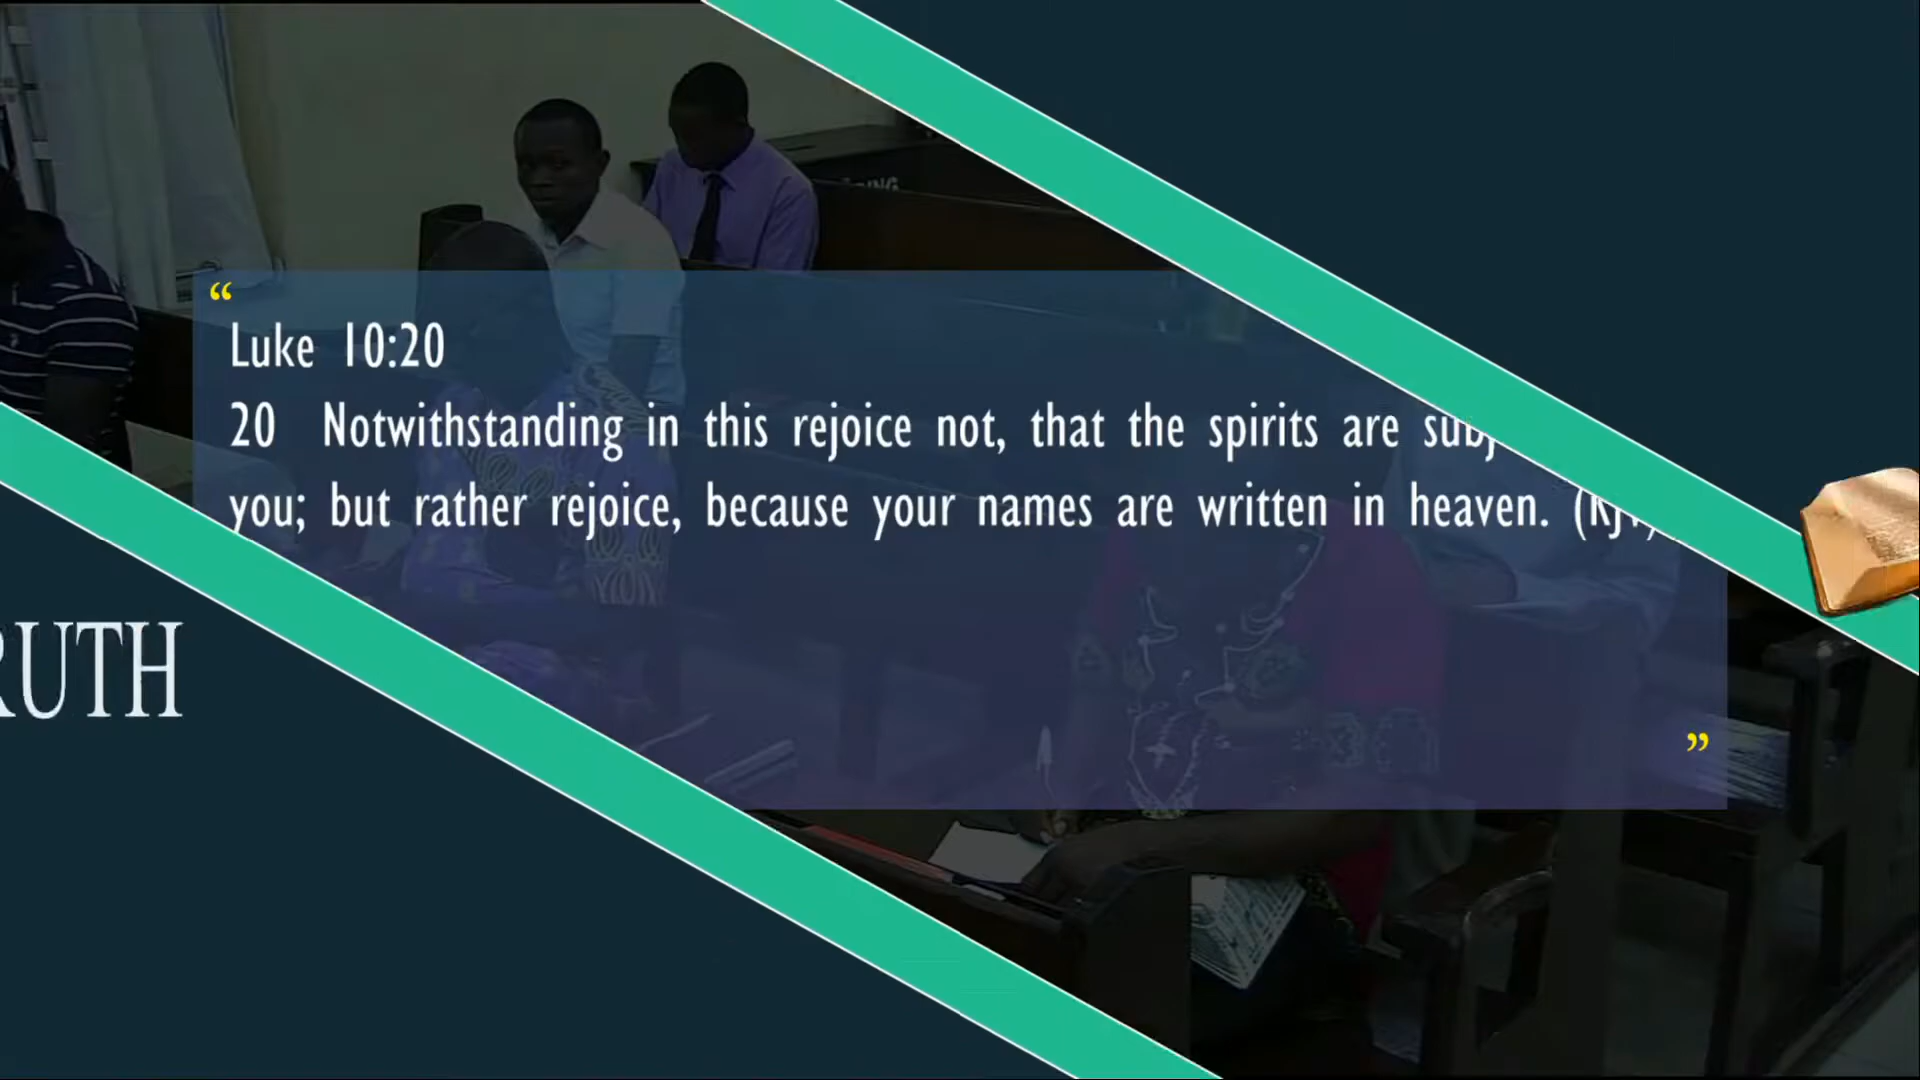 “
Luke 10:20
20 Notwithstanding in this rejoice not, that the spirits are
you; but rather rejoice, because your names are written in heaven. (KJV)
”
RUTH